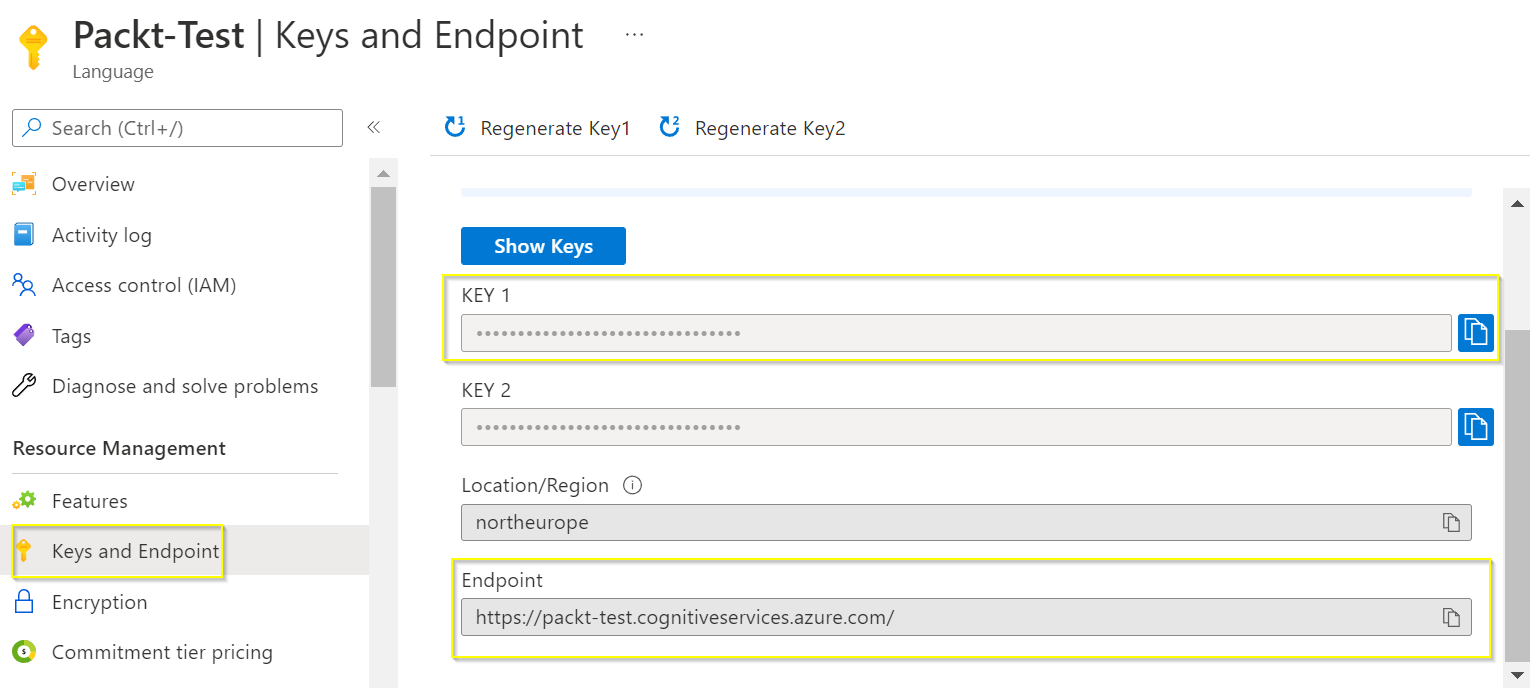 Packt-Test | Keys and Endpoint ...
Language
Search (Ctrl+/)
«
Overview
Activity log
Access control (IAM)
Tags
Diagnose and solve problems
Resource Management
Features
Keys and Endpoint
Encryption
Commitment tier pricing
Regenerate Key1 Regenerate Key2
Show Keys
KEY 1
••••••••••••••••••••••••••••••••
KEY 2
••••••••••••••••••••••••••••••••
Location/Region
northeurope
Endpoint
https://packt-test.cognitiveservices.azure.com/